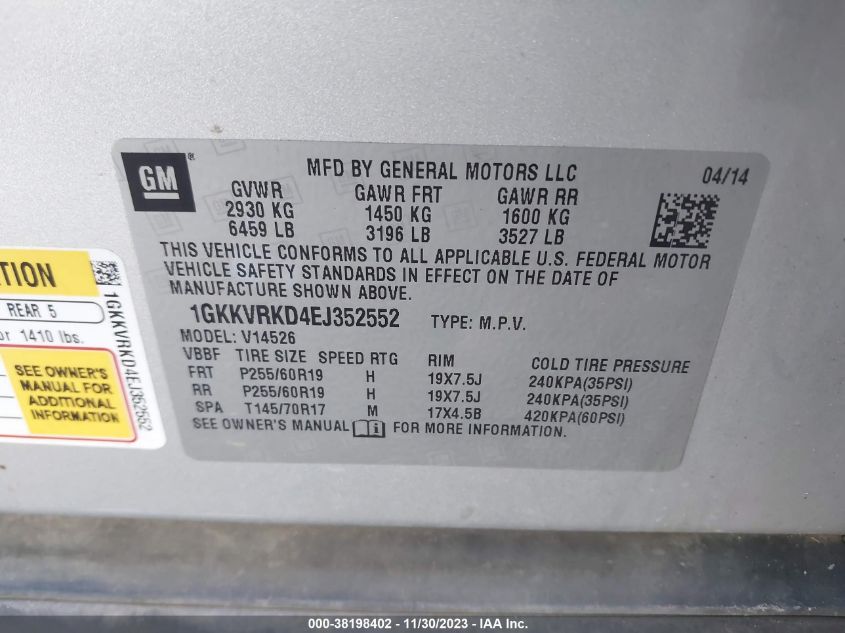 GM ®
MFD BY GENERAL MOTORS LLC
04/14
GVWR GAWR FRT GAWR RR
2930 KG 1450 KG 1600 KG
6459 LB 3196 LB 3527 LB
THIS VEHICLE CONFORMS TO ALL APPLICABLE U.S. FEDERAL MOTOR
VEHICLE SAFETY STANDARDS IN EFFECT ON THE DATE OF
MANUFACTURE SHOWN ABOVE.
1GKKVRKD4EJ352552 TYPE: M.P.V.
MODEL: V14526
VBBF TIRE SIZE SPEED RTG RIM COLD TIRE PRESSURE
FRT P255/60R19 H 19X7.5J 240KPA(35PSI)
RR P255/60R19 H 19X7.5J 240KPA(35PSI)
SPA T145/70R17 M 17X4.5B 420KPA(60PSI)
SEE OWNER'S MANUAL FOR MORE INFORMATION.
REAR 5
1410 lbs.
SEE OWNER'S
MANUAL FOR
ADDITIONAL
INFORMATION
1GKKVRKD4EJ352552
000-38198402 - 11/30/2023 - IAA Inc.